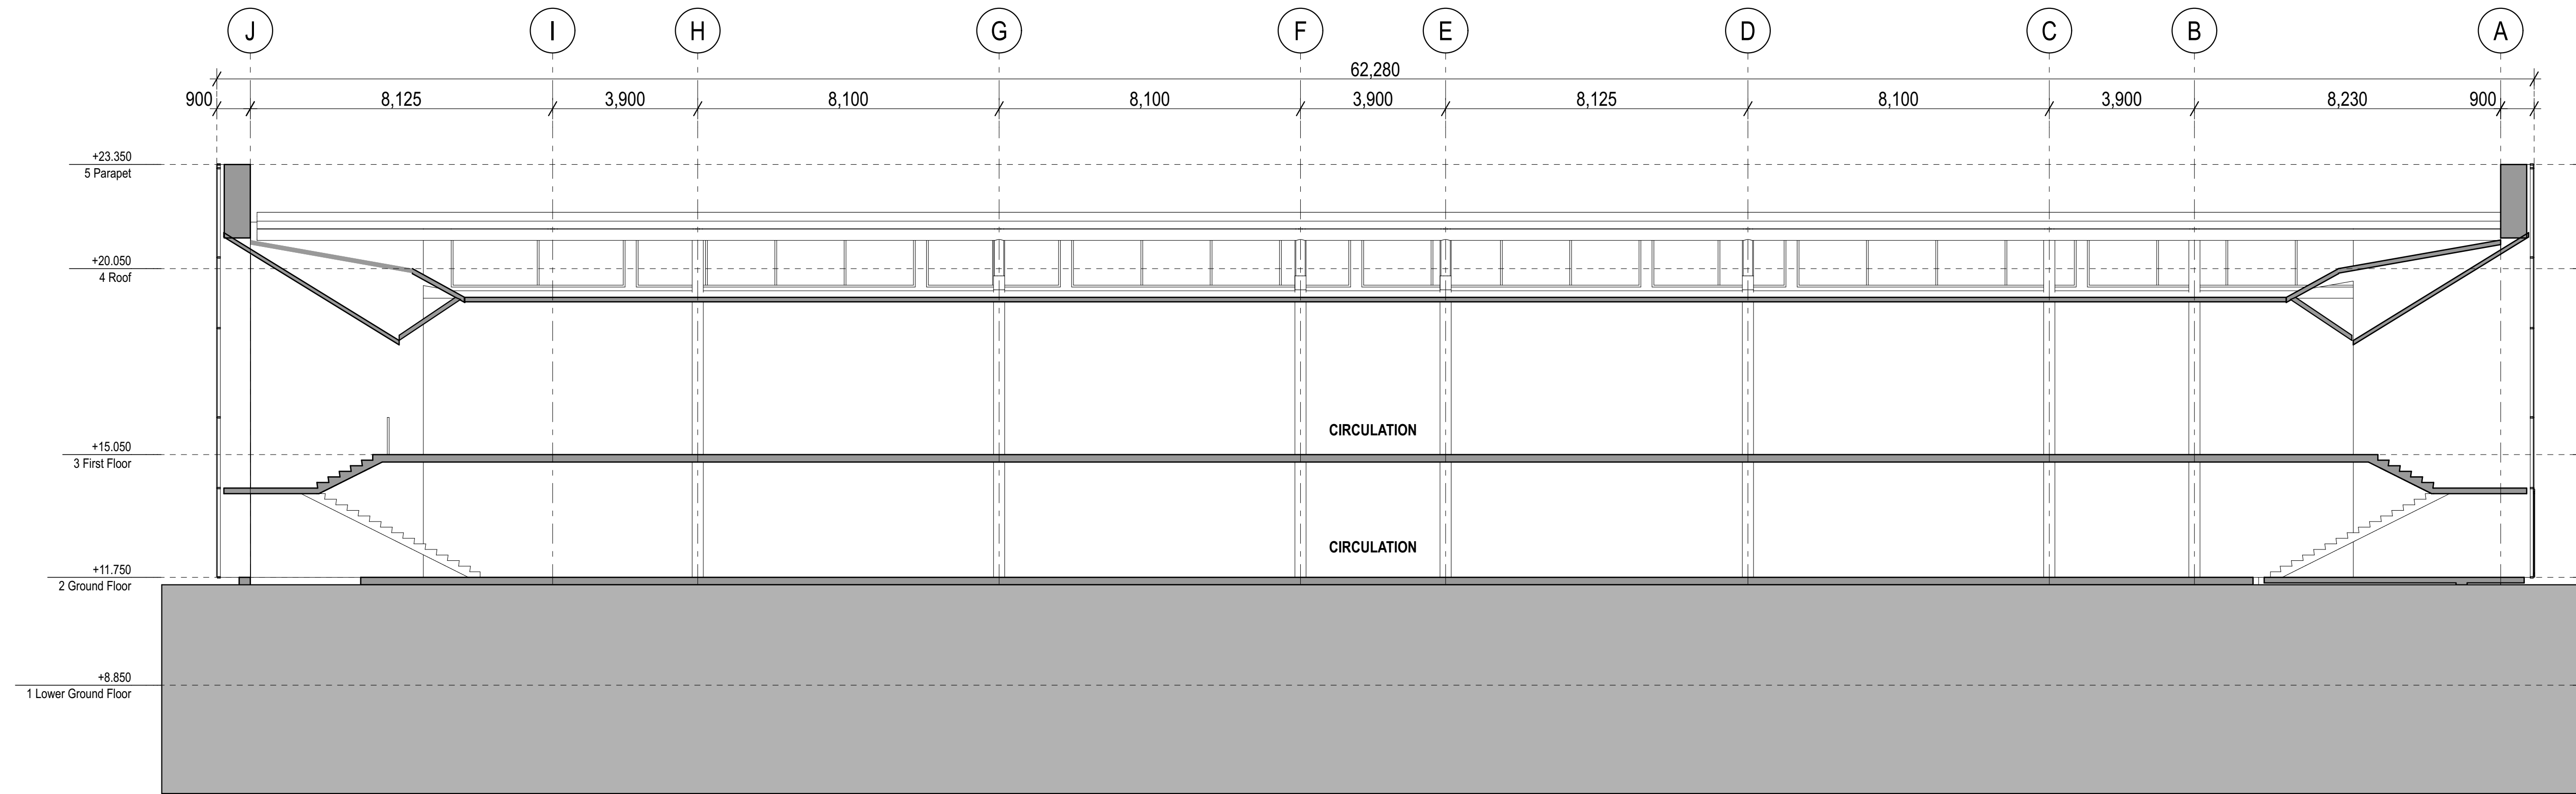 J I H G F E D C B A
62,280
900 8,125 3,900 8,100 8,100 3,900 8,125 8,100 3,900 8,230 900
+23.350
5 Parapet
+20.050
4 Roof
CIRCULATION
+15.050
3 First Floor
CIRCULATION
+11.750
2 Ground Floor
+8.850
1 Lower Ground Floor